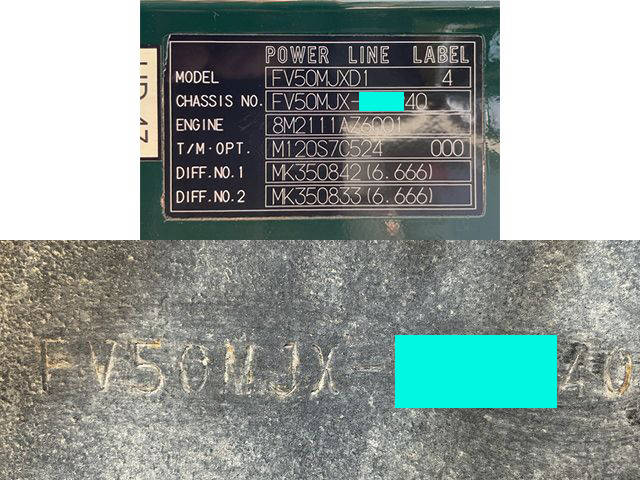 POWER LINE LABEL
MODEL FV50MJXD1 4
CHASSIS NO. FV50MJX- 40
ENGINE 8M2111AZ6001
T/M·OPT. M120S7C524 000
DIFF.NO.1 MK350842(6.666)
DIFF.NO.2 MK350833(6.666)
FV50MJX- 40